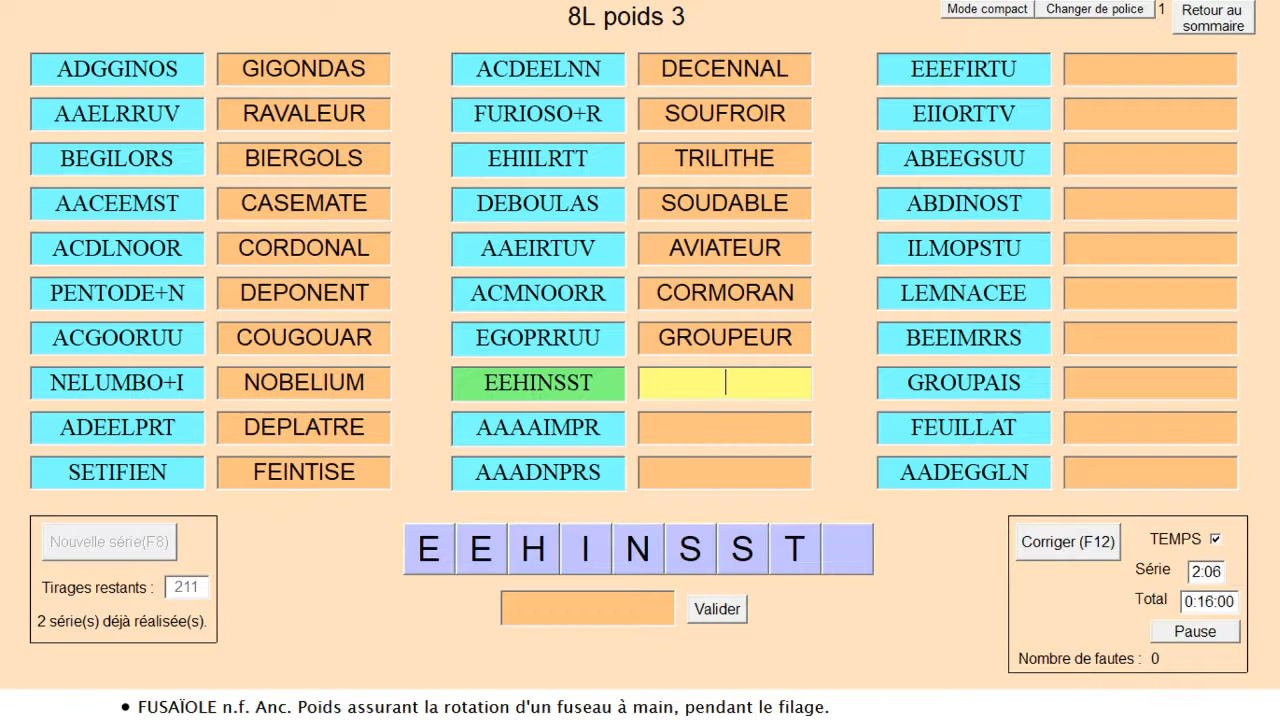 8L poids 3
Mode compact Changer de police 1 Retour au sommaire
ADGGINOS GIGONDAS ACDEELNN DECENNAL EEEFIRTU
AAELRRUV RAVALEUR FURIOSO+R SOUFROIR EIIORTTV
BEGILORS BIERGOLS EHIILRTT TRILITHE ABEEGSUU
AACEEMST CASEMATE DEBOULAS SOUDABLE ABDINOST
ACDLNOOR CORDONAL AAEIRTUV AVIATEUR ILMOPSTU
PENTODE+N DEPONENT ACMNOORR CORMORAN LEMNACEE
ACGOORUU COUGOUAR EGOPRRUU GROUPEUR BEEIMRRS
NELUMBO+I NOBELIUM EEHINSST GROUPAIS
ADEELPRT DEPLATRE AAAAIMPR FEUILLAT
SETIFIEN FEINTISE AAADNPRS AADEGGLN
Nouvelle série(F8)
Tirages restants : 211
2 série(s) déjà réalisée(s).
E E H I N S S T
Valider
Corriger (F12) TEMPS
Série 2:06
Total 0:16:00
Pause
Nombre de fautes : 0
• FUSAÏOLE n.f. Anc. Poids assurant la rotation d'un fuseau à main, pendant le filage.